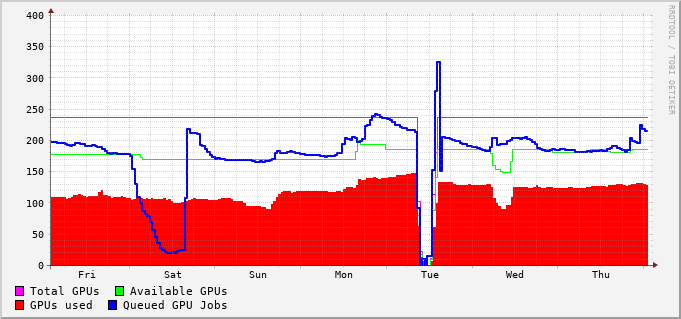 400
350
300
250
200
150
100
50
0
Fri Sat Sun Mon Tue Wed Thu
Total GPUs Available GPUs
GPUs used Queued GPU Jobs
RRDTOOL / TOBI OETIKER